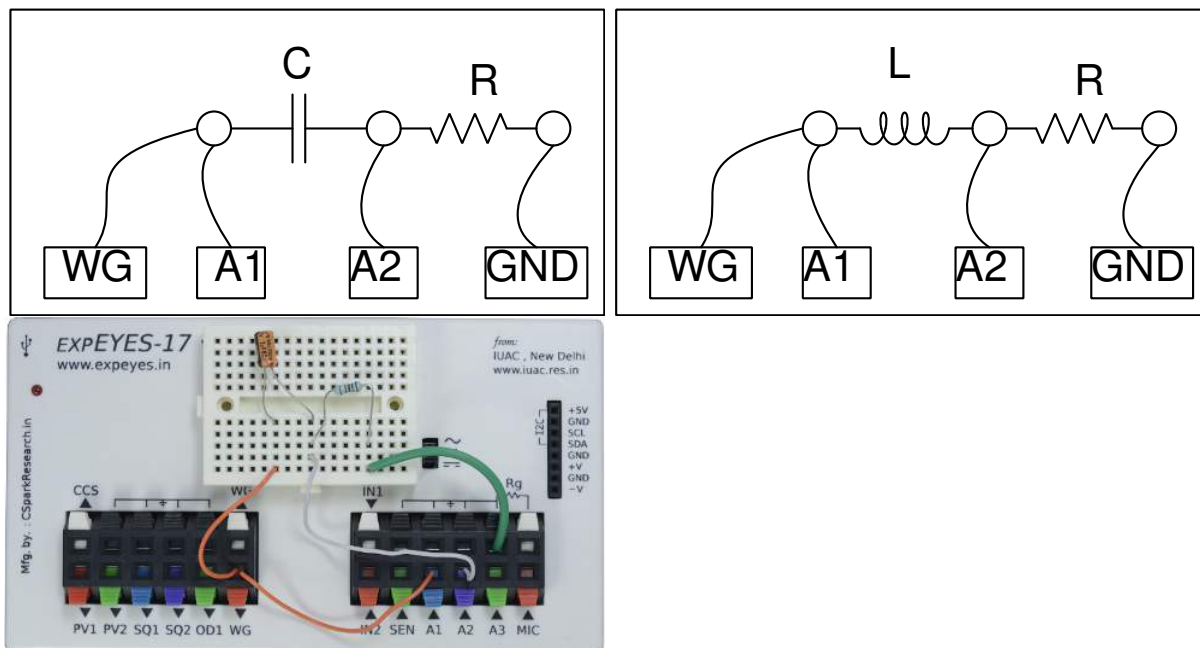 C
R
WG
A1
A2
GND
L
R
WG
A1
A2
GND
EXPEYES-17
www.expeyes.in
from:
IUAC , New Delhi
www.iuac.res.in
Mfg. by. : CSparkResearch.in
I2C
+5V
GND
SCL
SDA
GND
+V
GND
-V
CCS
WG
IN1
Rg
PV1 PV2 SQ1 SQ2 OD1 WG
IN2 SEN A1 A2 A3 MIC